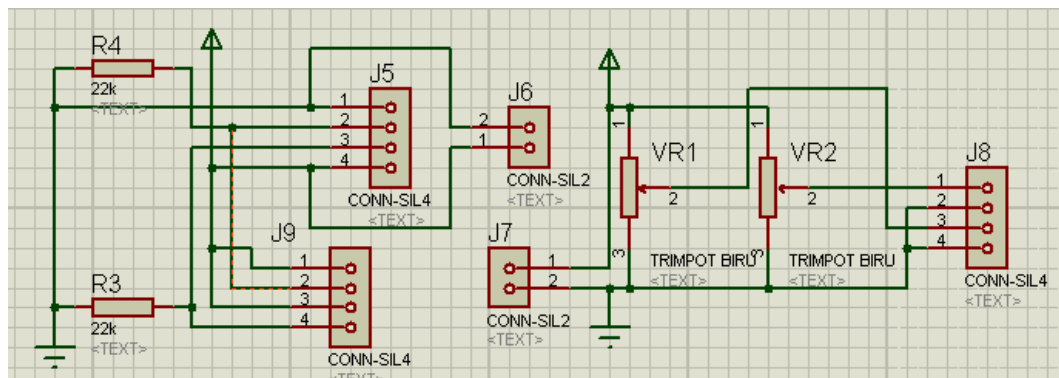 R4
22k
<TEXT>
J5
1
2
3
4
CONN-SIL4
<TEXT>
J6
2
1
CONN-SIL2
<TEXT>
J9
1
2
3
4
CONN-SIL4
R3
22k
<TEXT>
J7
1
2
CONN-SIL2
<TEXT>
1
VR1
2
3
TRIMPOT BIRU
<TEXT>
1
VR2
2
3
TRIMPOT BIRU
<TEXT>
J8
1
2
3
4
CONN-SIL4
<TEXT>